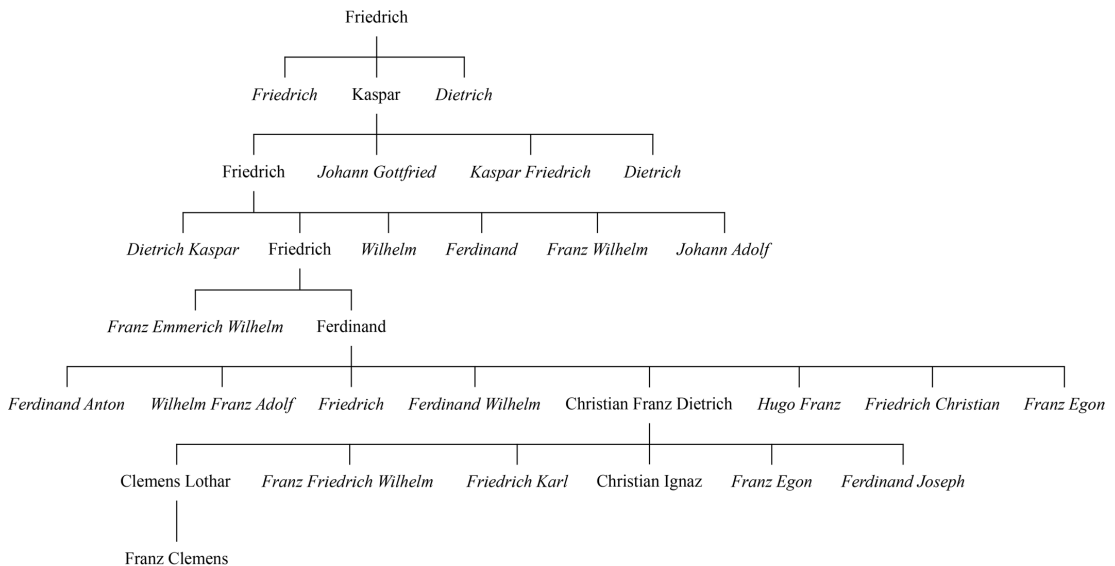 Friedrich
Friedrich Kaspar Dietrich
Friedrich Johann Gottfried Kaspar Friedrich Dietrich
Dietrich Kaspar Friedrich Wilhelm Ferdinand Franz Wilhelm Johann Adolf
Franz Emmerich Wilhelm Ferdinand
Ferdinand Anton Wilhelm Franz Adolf Friedrich Ferdinand Wilhelm Christian Franz Dietrich Hugo Franz Friedrich Christian Franz Egon
Clemens Lothar Franz Friedrich Wilhelm Friedrich Karl Christian Ignaz Franz Egon Ferdinand Joseph
Franz Clemens